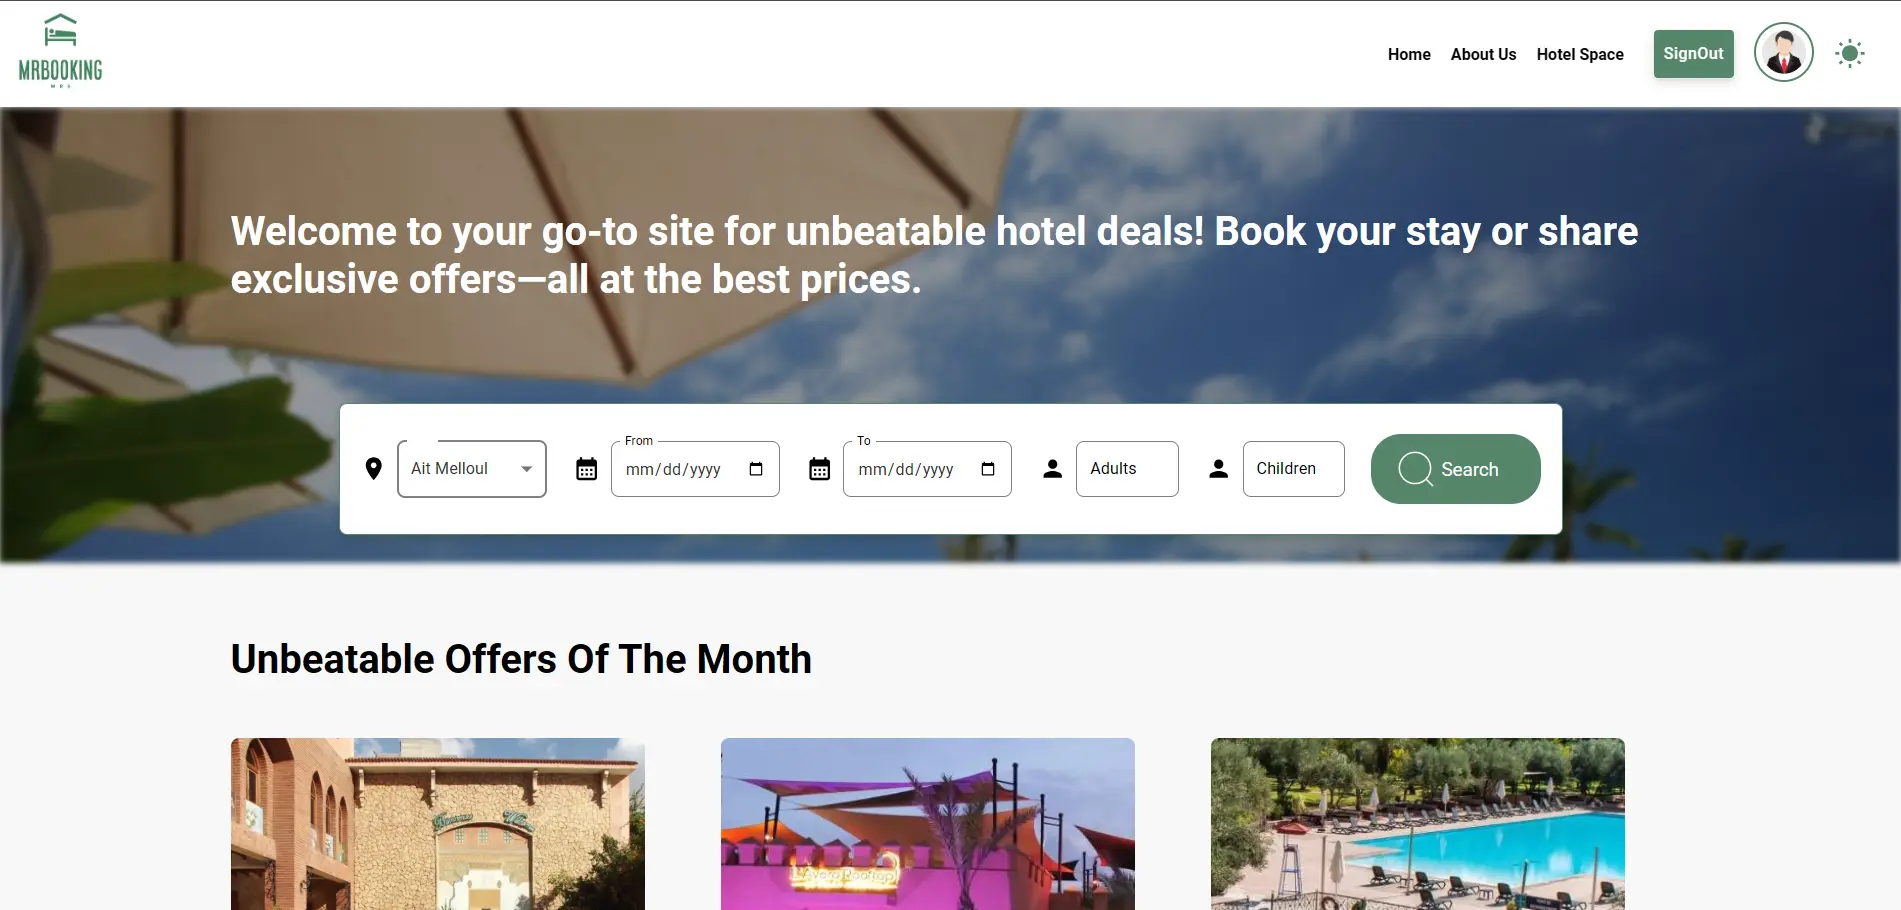 MRBOOKING
Home
About Us
Hotel Space
SignOut
Welcome to your go-to site for unbeatable hotel deals! Book your stay or share
exclusive offers—all at the best prices.
Ait Melloul
From
mm/dd/yyyy
To
mm/dd/yyyy
Adults
Children
Search
Unbeatable Offers Of The Month
Rooftop